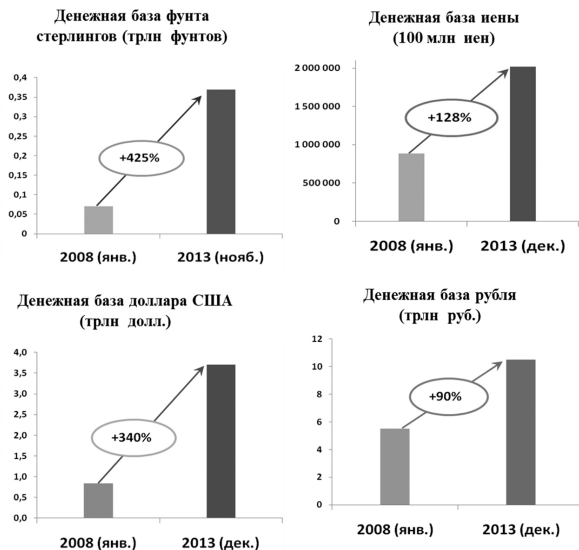 Денежная база фунта
стерлингов (трлн фунтов)
0,4
0,35
0,3
0,25
0,2
0,15
0,1
0,05
0
+425%
2008 (янв.) 2013 (нояб.)
Денежная база иены
(100 млн иен)
2 000 000
1 500 000
1 000 000
500 000
0
+128%
2008 (янв.) 2013 (дек.)
Денежная база доллара США
(трлн долл.)
4,0
3,5
3,0
2,5
2,0
1,5
1,0
0,5
0,0
+340%
2008 (янв.) 2013 (дек.)
Денежная база рубля
(трлн руб.)
12
10
8
6
4
2
0
+90%
2008 (янв.) 2013 (дек.)